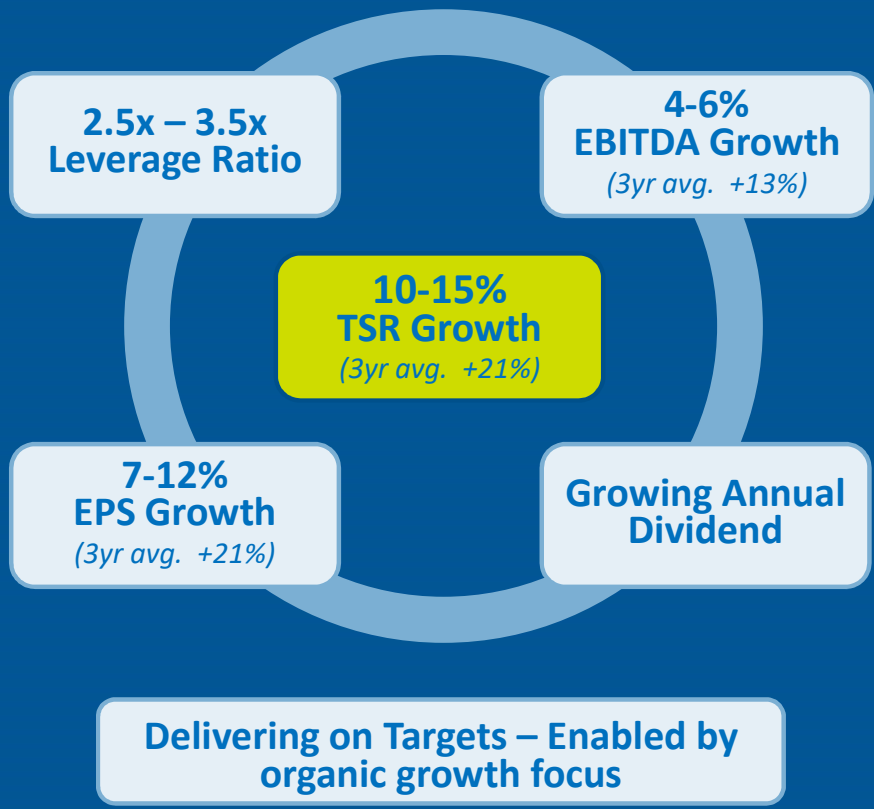 2.5x – 3.5x
Leverage Ratio
4-6%
EBITDA Growth
(3yr avg.  +13%)
10-15%
TSR Growth
(3yr avg.  +21%)
7-12%
EPS Growth
(3yr avg.  +21%)
Growing Annual
Dividend
Delivering on Targets – Enabled by
organic growth focus